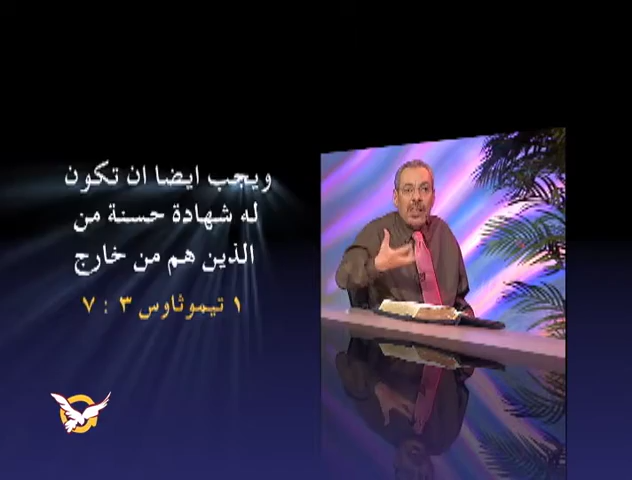 ويجب ايضا ان تكون
له شهادة حسنة من
الذين هم من خارج
١ تيموثاوس ٣ : ٧